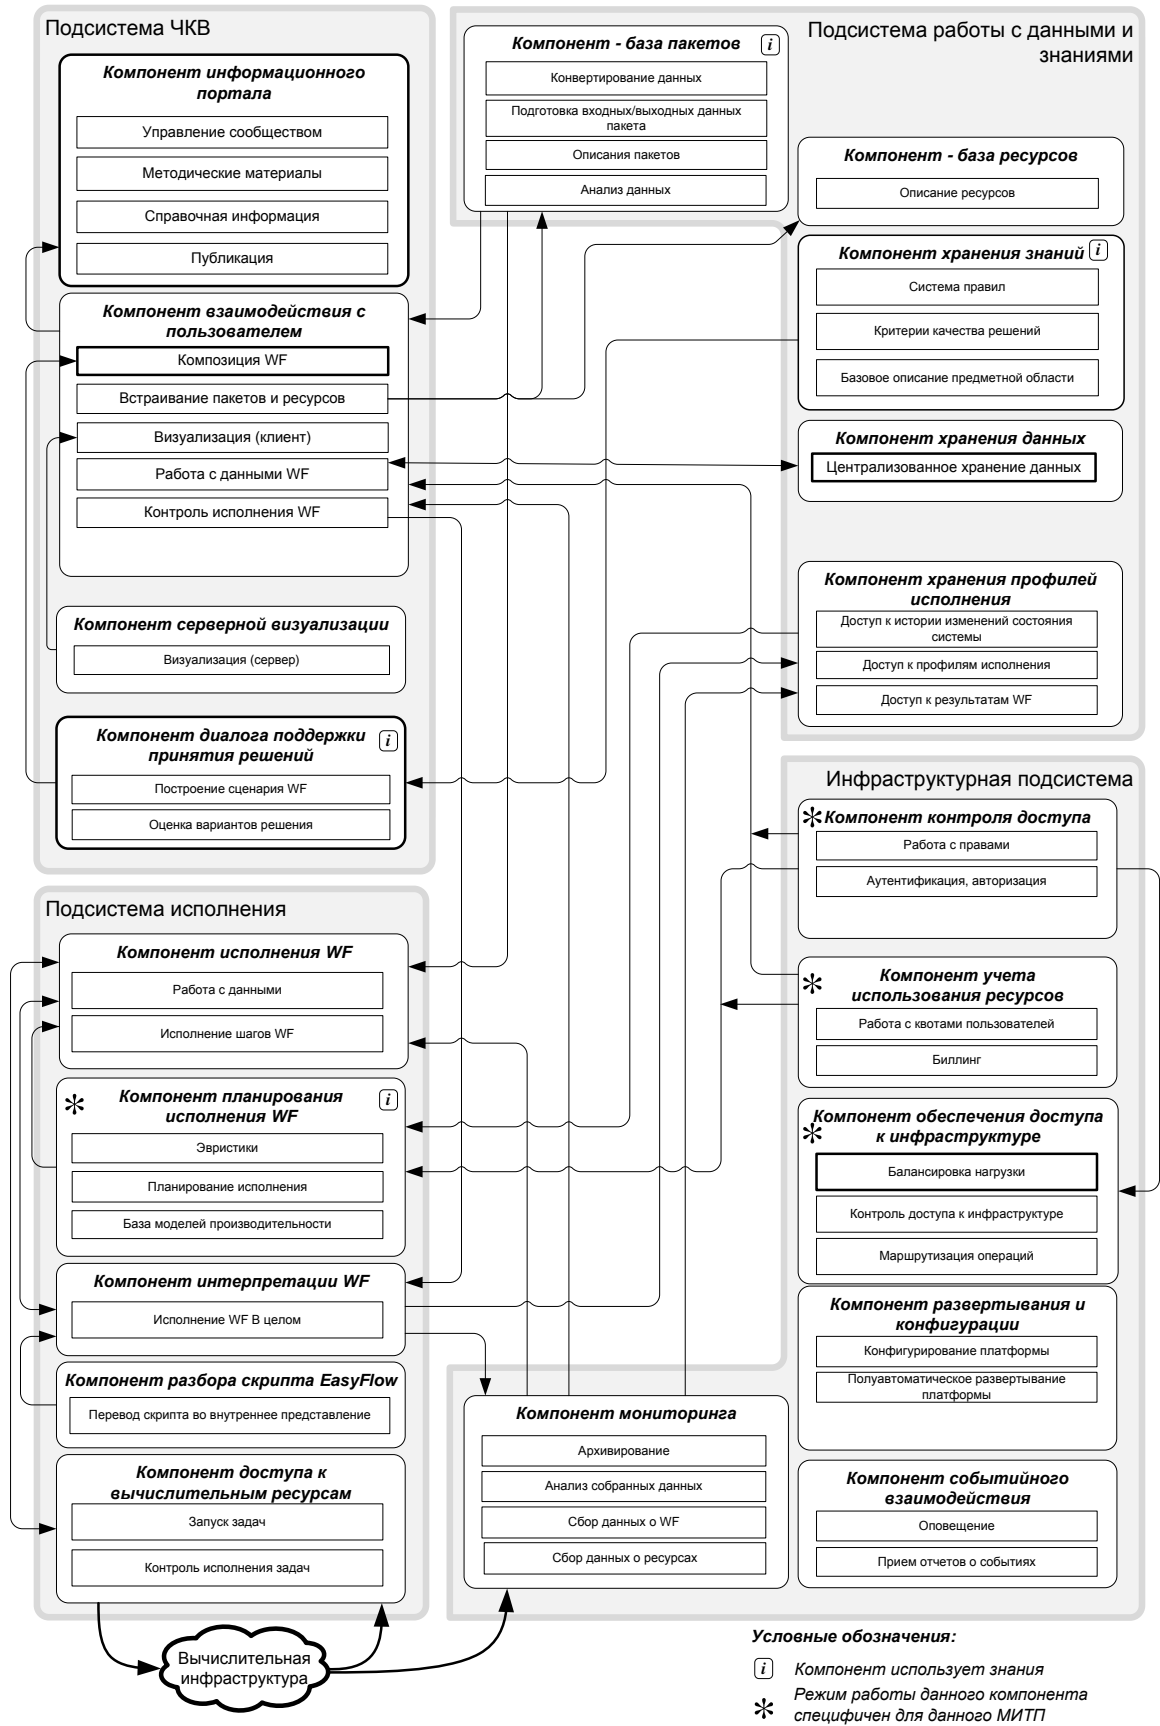 Подсистема ЧКВ
Компонент информационного
портала
Управление сообществом
Методические материалы
Справочная информация
Публикация
Компонент взаимодействия с
пользователем
Композиция WF
Встраивание пакетов и ресурсов
Визуализация (клиент)
Работа с данными WF
Контроль исполнения WF
Компонент серверной визуализации
Визуализация (сервер)
Компонент диалога поддержки
принятия решений
i
Построение сценария WF
Оценка вариантов решения
Подсистема работы с данными и
знаниями
Компонент - база пакетов
i
Конвертирование данных
Подготовка входных/выходных данных
пакета
Описания пакетов
Анализ данных
Компонент - база ресурсов
Описание ресурсов
Компонент хранения знаний
i
Система правил
Критерии качества решений
Базовое описание предметной области
Компонент хранения данных
Централизованное хранение данных
Компонент хранения профилей
исполнения
Доступ к истории изменений состояния
системы
Доступ к профилям исполнения
Доступ к результатам WF
Подсистема исполнения
Компонент исполнения WF
Работа с данными
Исполнение шагов WF
Компонент планирования
исполнения WF
i
Эвристики
Планирование исполнения
База моделей производительности
Компонент интерпретации WF
Исполнение WF В целом
Компонент разбора скрипта EasyFlow
Перевод скрипта во внутреннее представление
Компонент доступа к
вычислительным ресурсам
Запуск задач
Контроль исполнения задач
Инфраструктурная подсистема
Компонент контроля доступа
Работа с правами
Аутентификация, авторизация
Компонент учета
использования ресурсов
Работа с квотами пользователей
Биллинг
Компонент обеспечения доступа
к инфраструктуре
Балансировка нагрузки
Контроль доступа к инфраструктуре
Маршрутизация операций
Компонент развертывания и
конфигурации
Конфигурирование платформы
Полуавтоматическое развертывание
платформы
Компонент мониторинга
Архивирование
Анализ собранных данных
Сбор данных о WF
Сбор данных о ресурсах
Компонент событийного
взаимодействия
Оповещение
Прием отчетов о событиях
Вычислительная
инфраструктура
Условные обозначения:
i Компонент использует знания
Режим работы данного компонента
специфичен для данного МИТП